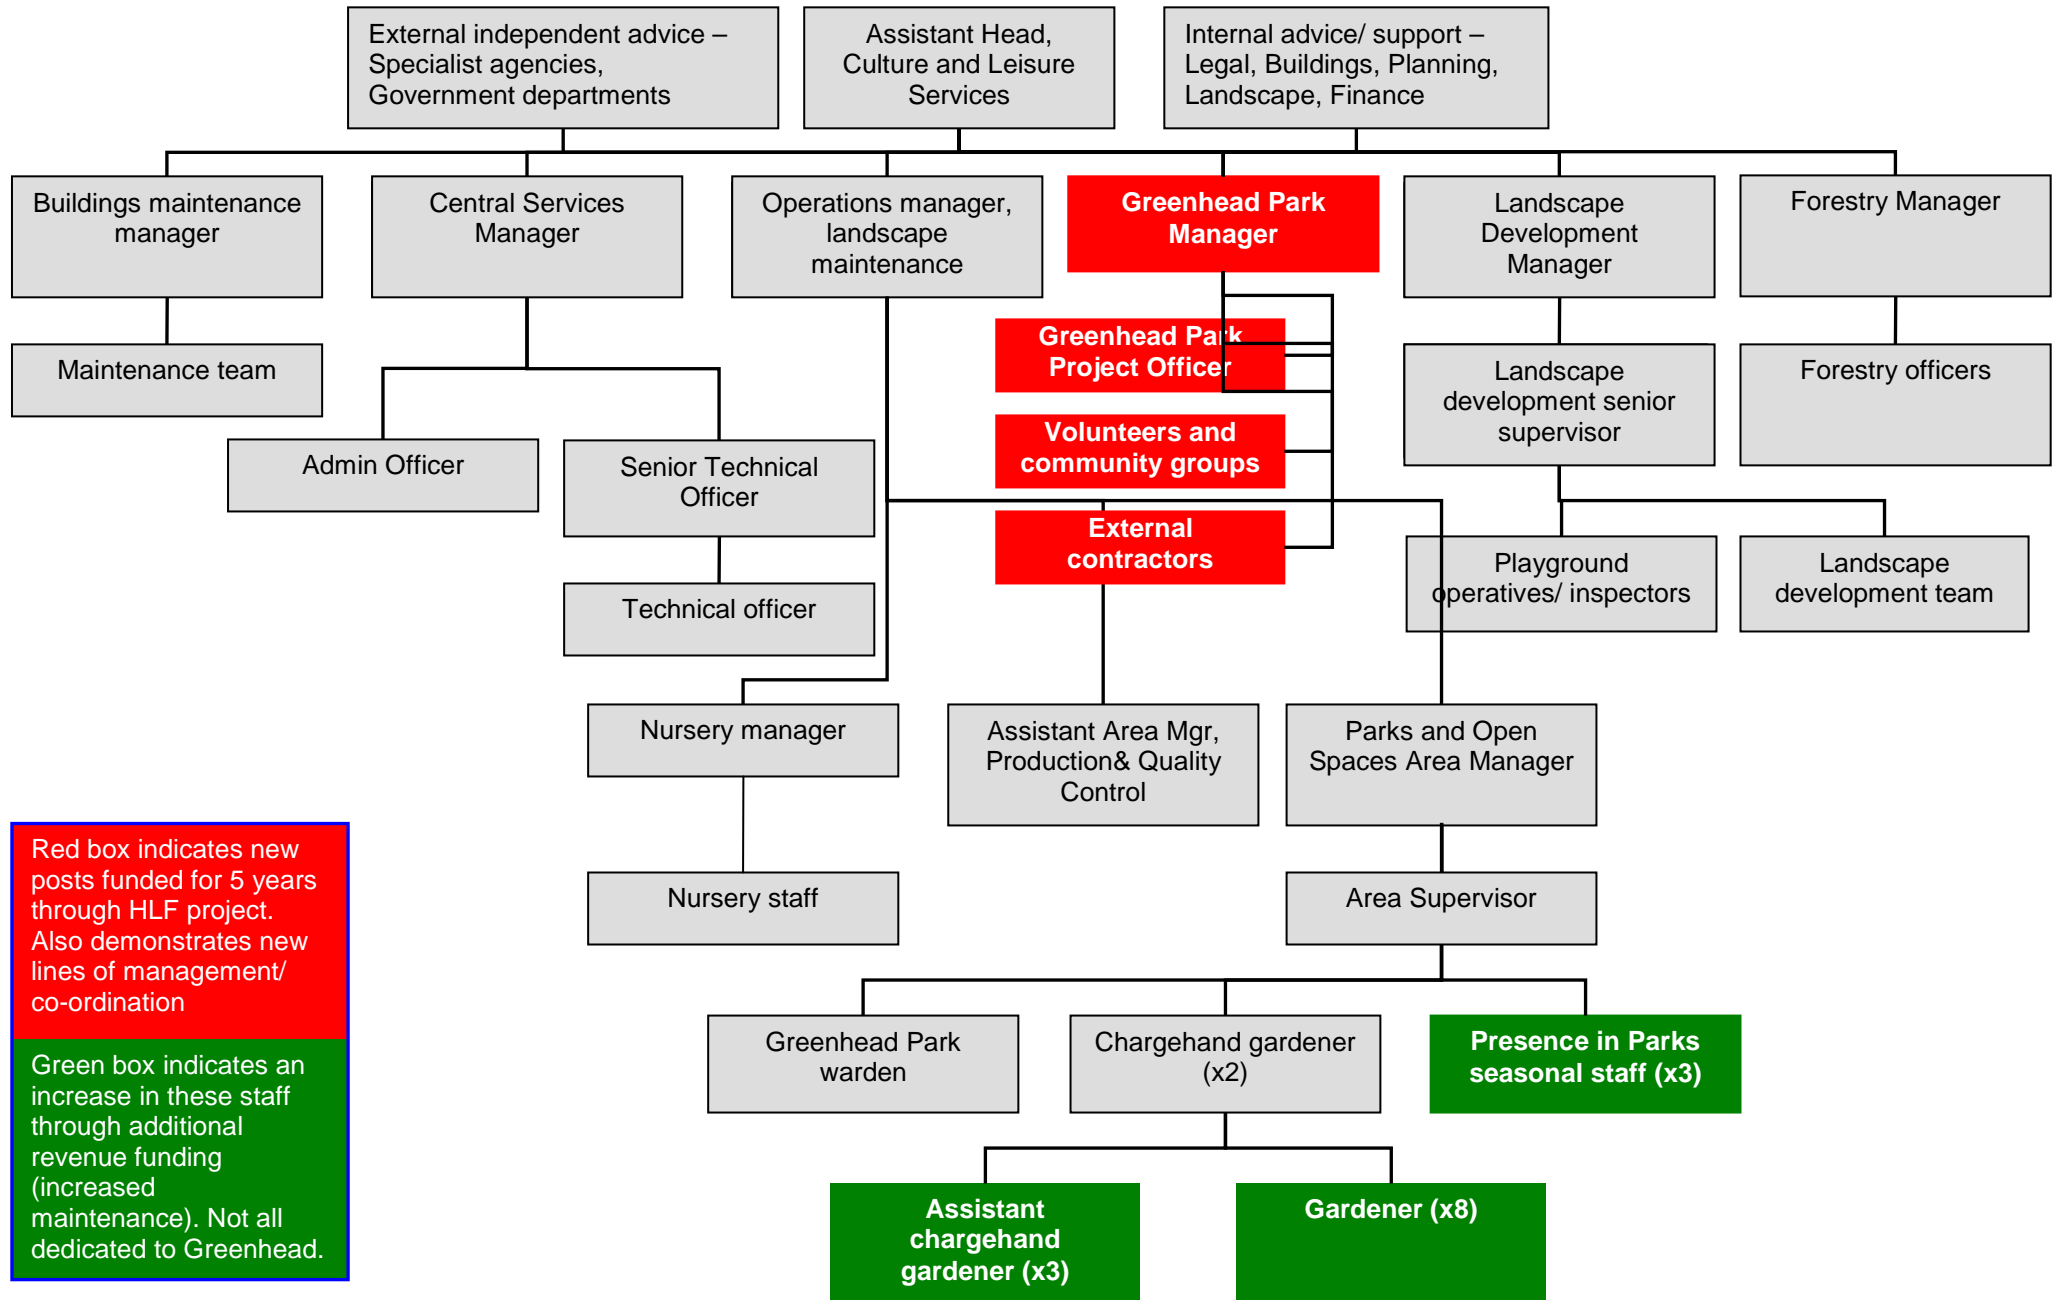 External independent advice –
Specialist agencies,
Government departments
Assistant Head,
Culture and Leisure
Services
Internal advice/ support –
Legal, Buildings, Planning,
Landscape, Finance
Buildings maintenance
manager
Central Services
Manager
Operations manager,
landscape
maintenance
Greenhead Park
Manager
Landscape
Development
Manager
Forestry Manager
Maintenance team
Greenhead Park
Project Officer
Landscape
development senior
supervisor
Forestry officers
Admin Officer
Senior Technical
Officer
Volunteers and
community groups
External
contractors
Playground
operatives/ inspectors
Landscape
development team
Technical officer
Nursery manager
Assistant Area Mgr,
Production& Quality
Control
Parks and Open
Spaces Area Manager
Nursery staff
Area Supervisor
Red box indicates new
posts funded for 5 years
through HLF project.
Also demonstrates new
lines of management/
co-ordination
Green box indicates an
increase in these staff
through additional
revenue funding
(increased
maintenance). Not all
dedicated to Greenhead.
Greenhead Park
warden
Chargehand gardener
(x2)
Presence in Parks
seasonal staff (x3)
Assistant
chargehand
gardener (x3)
Gardener (x8)